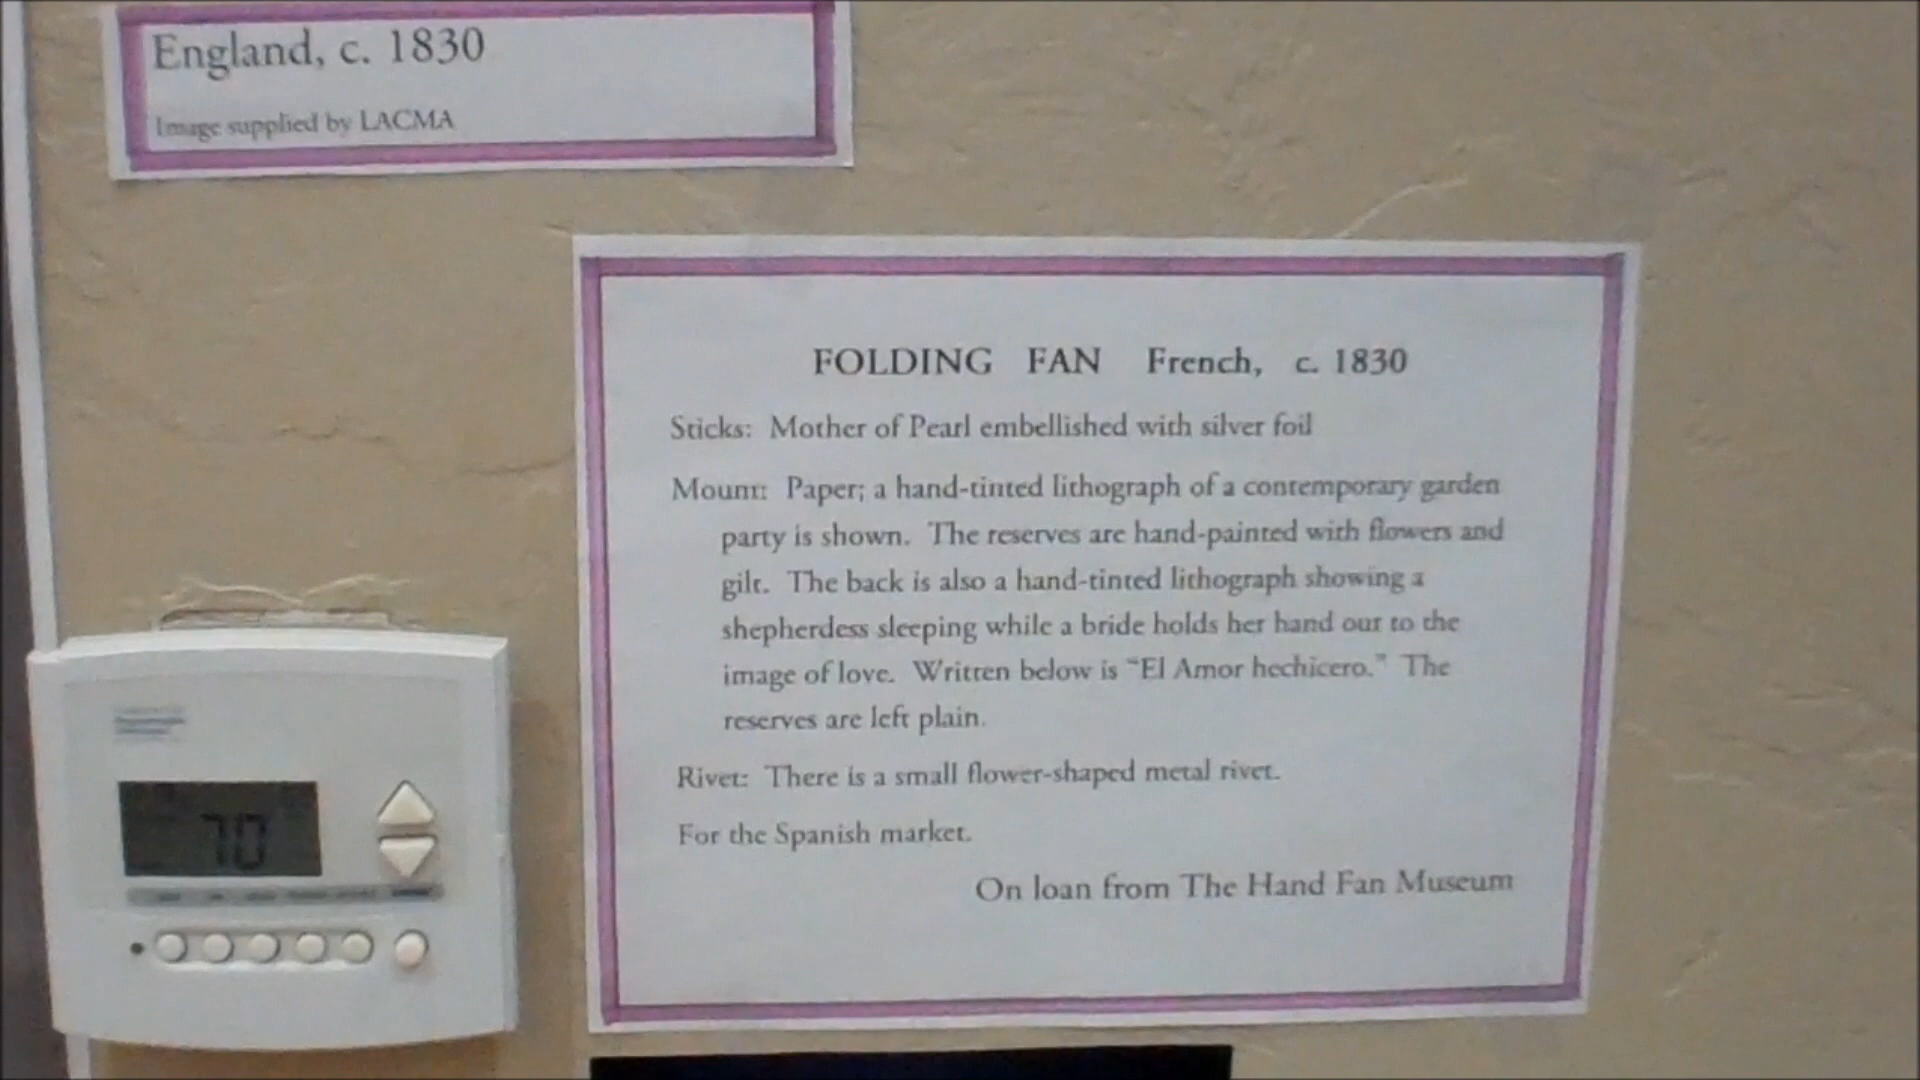 England, c. 1830
Image supplied by LACMA
FOLDING FAN French, c. 1830
Sticks: Mother of Pearl embellished with silver foil
Mount: Paper; a hand-tinted lithograph of a contemporary garden
party is shown. The reserves are hand-painted with flowers and
gilt. The back is also a hand-tinted lithograph showing a
shepherdess sleeping while a bride holds her hand out to the
image of love. Written below is "El Amor hechicero." The
reserves are left plain.
Rivet: There is a small flower-shaped metal rivet.
For the Spanish market.
On loan from The Hand Fan Museum
70